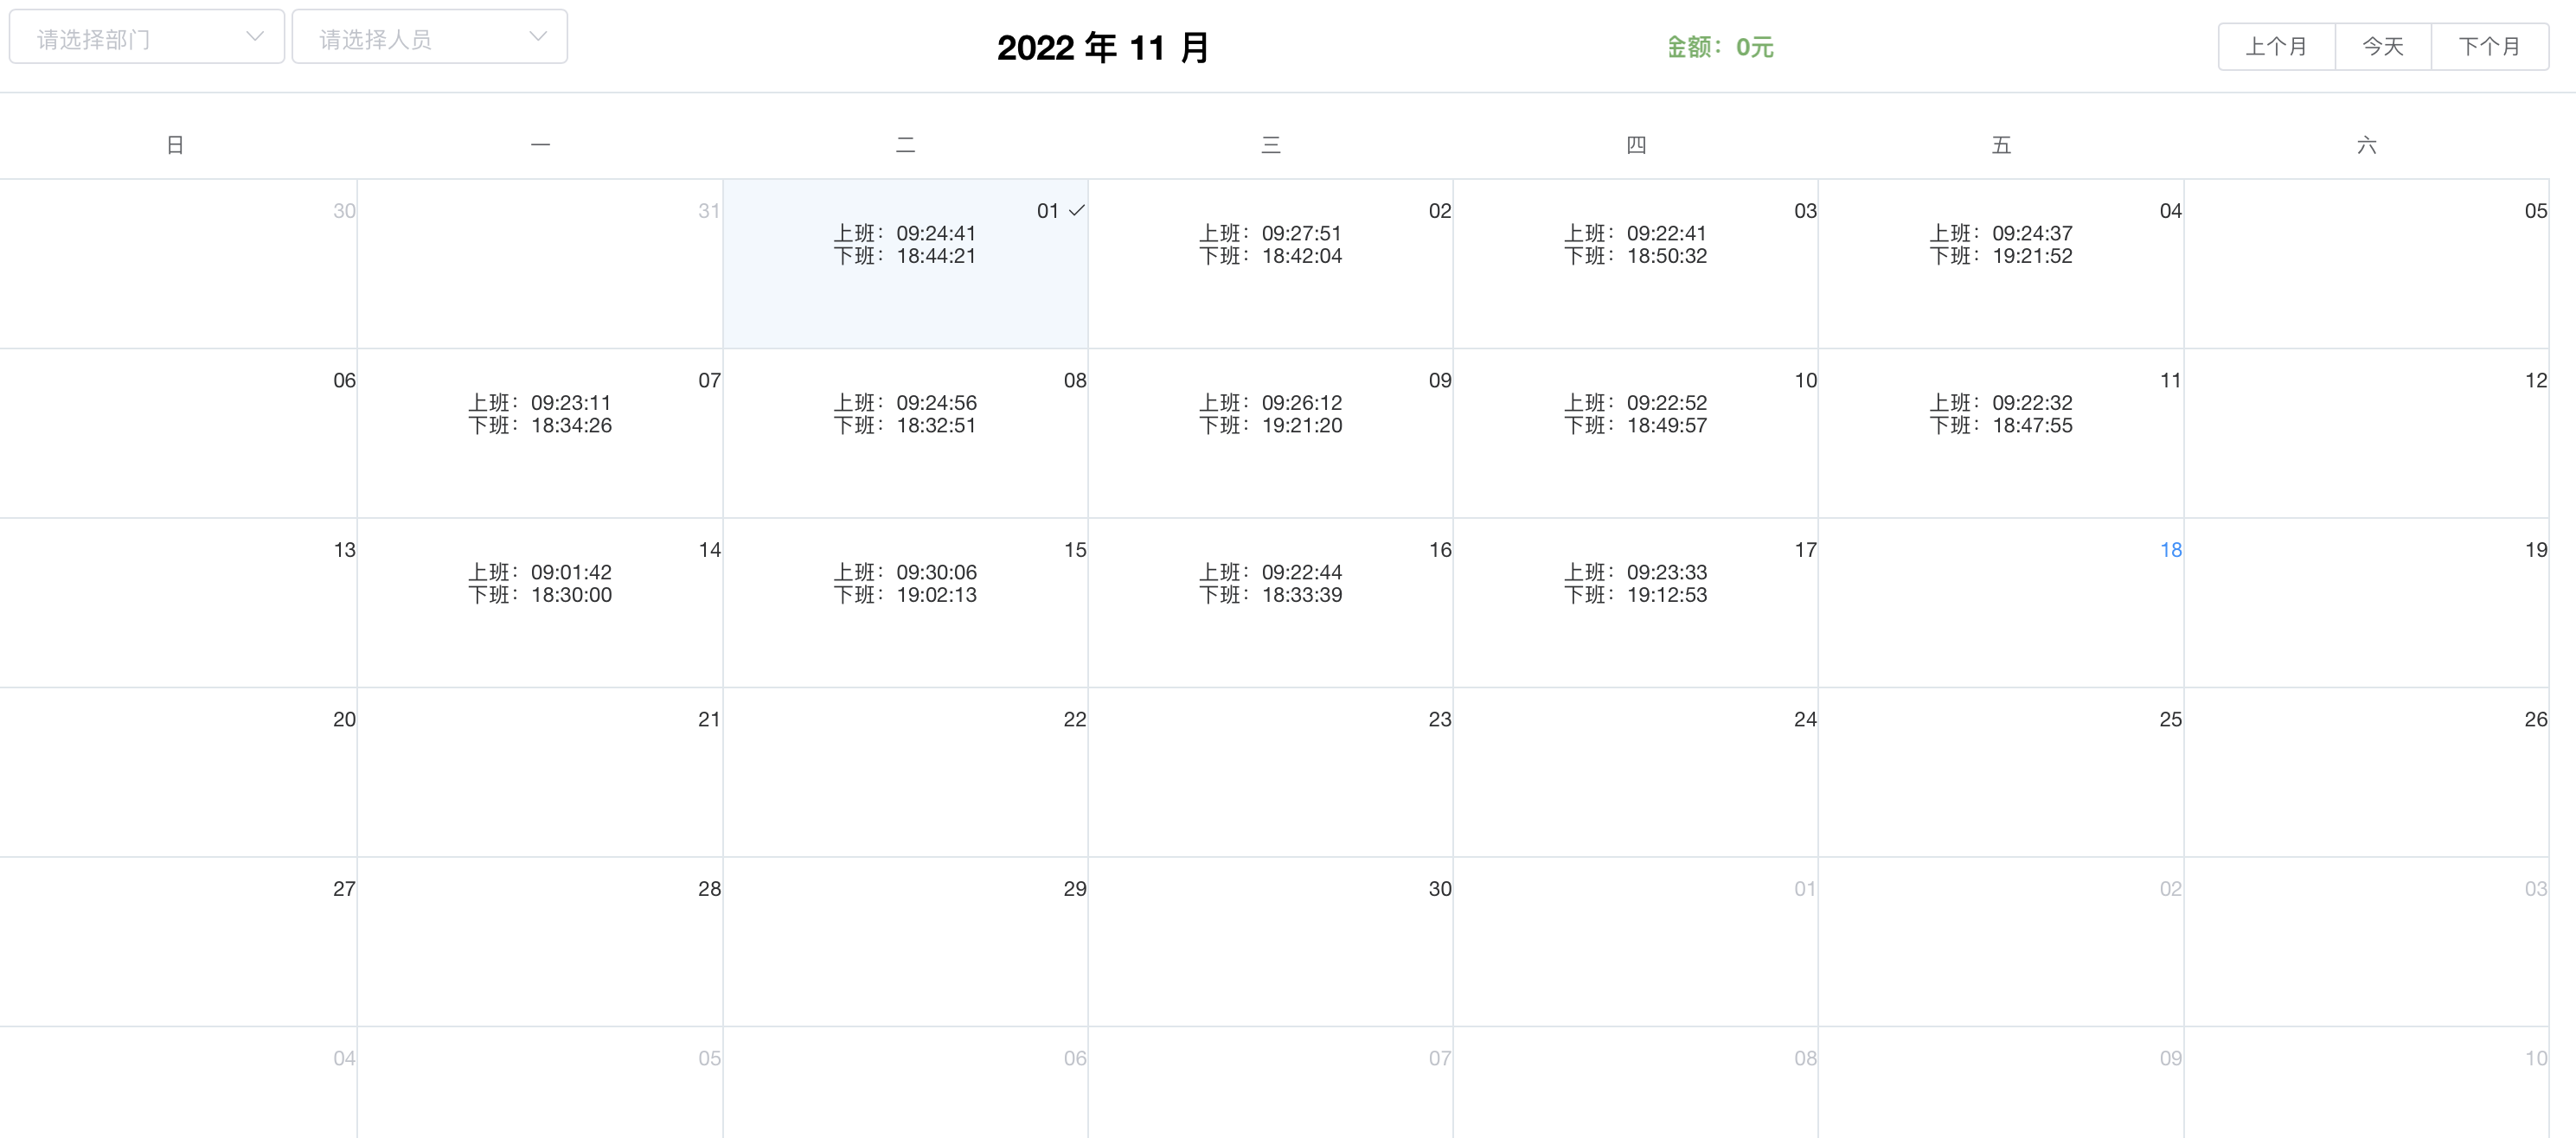 请选择部门 请选择人员 2022 年 11 月 金额：0元 上个月 今天 下个月
日 一 二 三 四 五 六
30 31 01 02 03 04 05
上班：09:24:41 上班：09:27:51 上班：09:22:41 上班：09:24:37
下班：18:44:21 下班：18:42:04 下班：18:50:32 下班：19:21:52
06 07 08 09 10 11 12
上班：09:23:11 上班：09:24:56 上班：09:26:12 上班：09:22:52 上班：09:22:32
下班：18:34:26 下班：18:32:51 下班：19:21:20 下班：18:49:57 下班：18:47:55
13 14 15 16 17 18 19
上班：09:01:42 上班：09:30:06 上班：09:22:44 上班：09:23:33
下班：18:30:00 下班：19:02:13 下班：18:33:39 下班：19:12:53
20 21 22 23 24 25 26
27 28 29 30 01 02 03
04 05 06 07 08 09 10